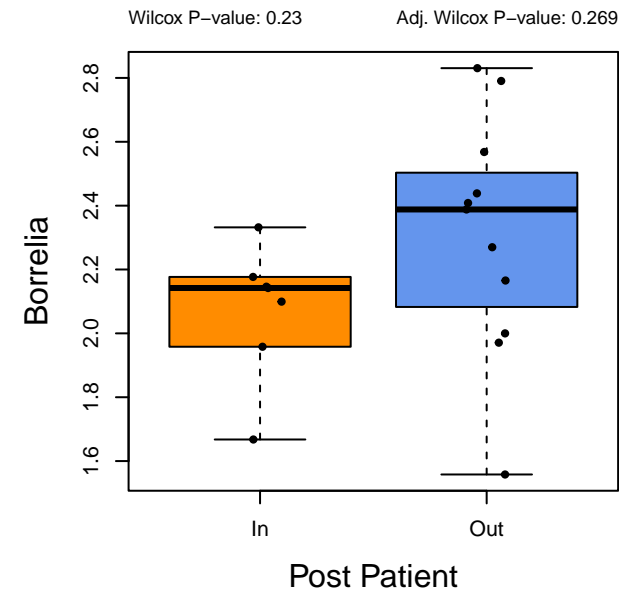 Wilcox P−value: 0.23 Adj. Wilcox P−value: 0.269
2.8
2.6
2.4
2.2
2.0
1.8
1.6
Borrelia
In Out
Post Patient